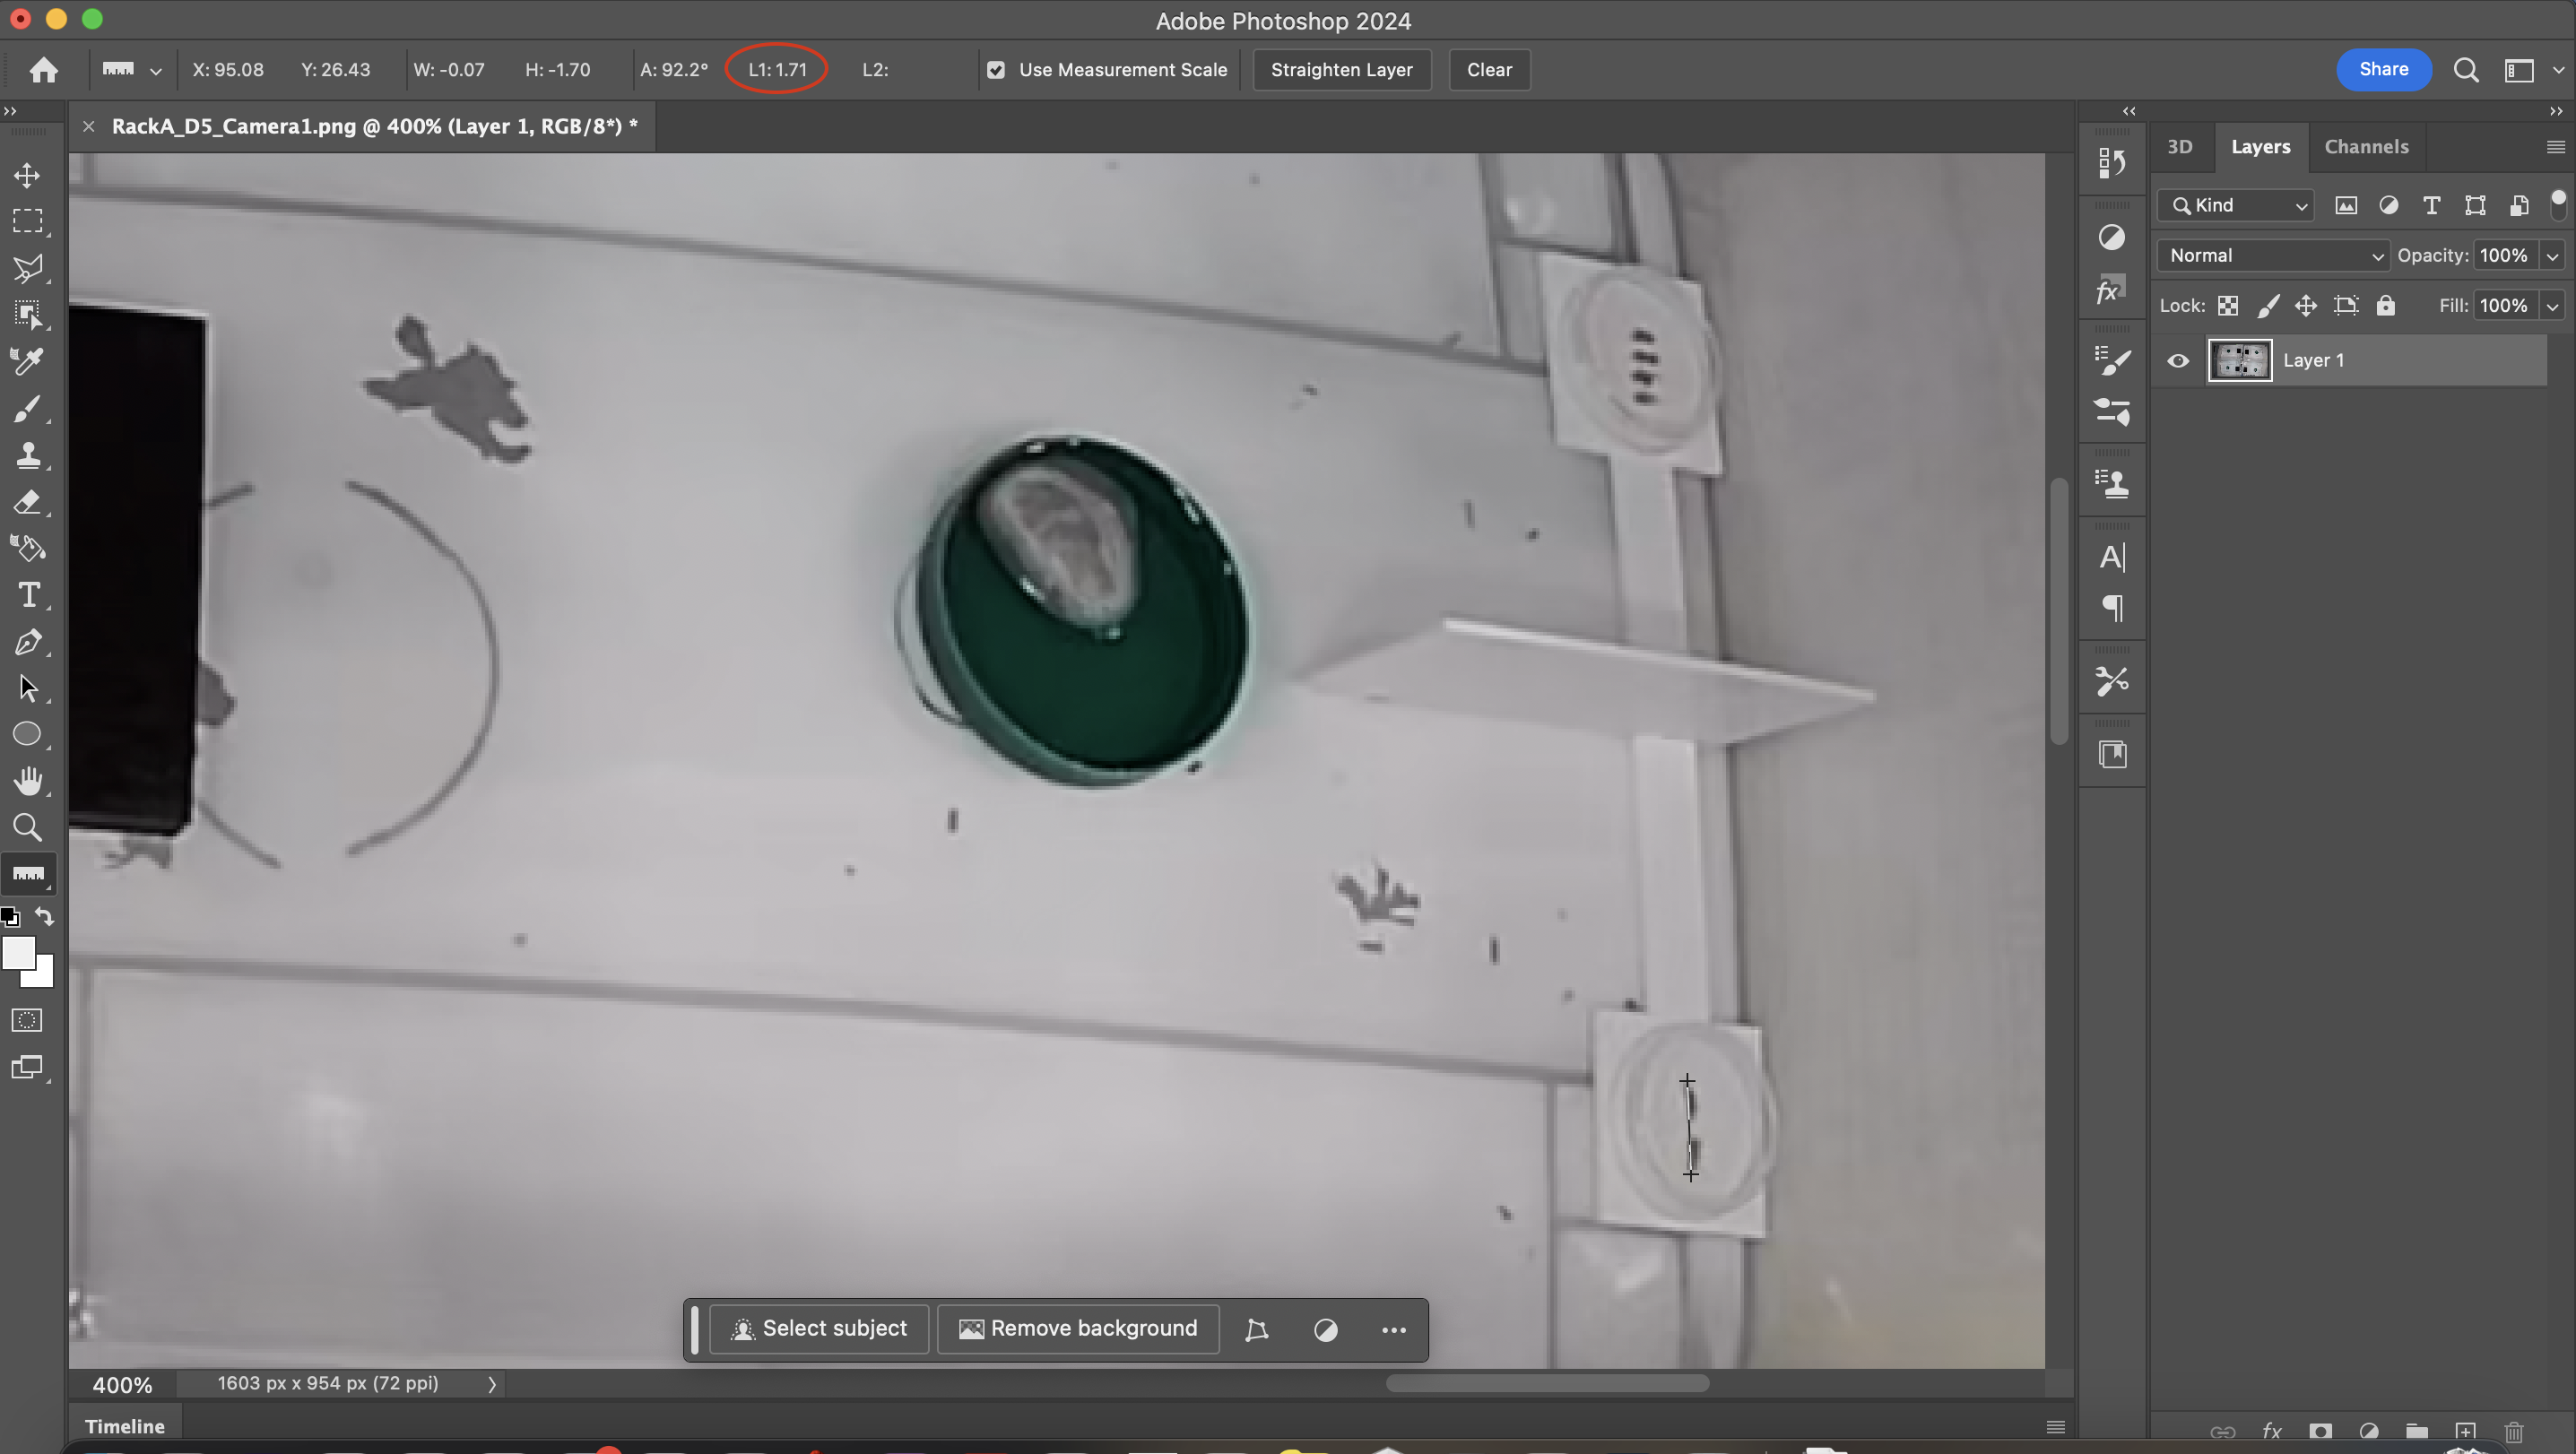 Adobe Photoshop 2024
X: 95.08 Y: 26.43 W: -0.07 H: -1.70 A: 92.2° L1: 1.71 L2: Use Measurement Scale Straighten Layer Clear Share
RackA_D5_Camera1.png @ 400% (Layer 1, RGB/8*) *
3D Layers Channels
Kind
Normal Opacity: 100%
Lock: Fill: 100%
Layer 1
Select subject Remove background
400% 1603 px x 954 px (72 ppi)
Timeline